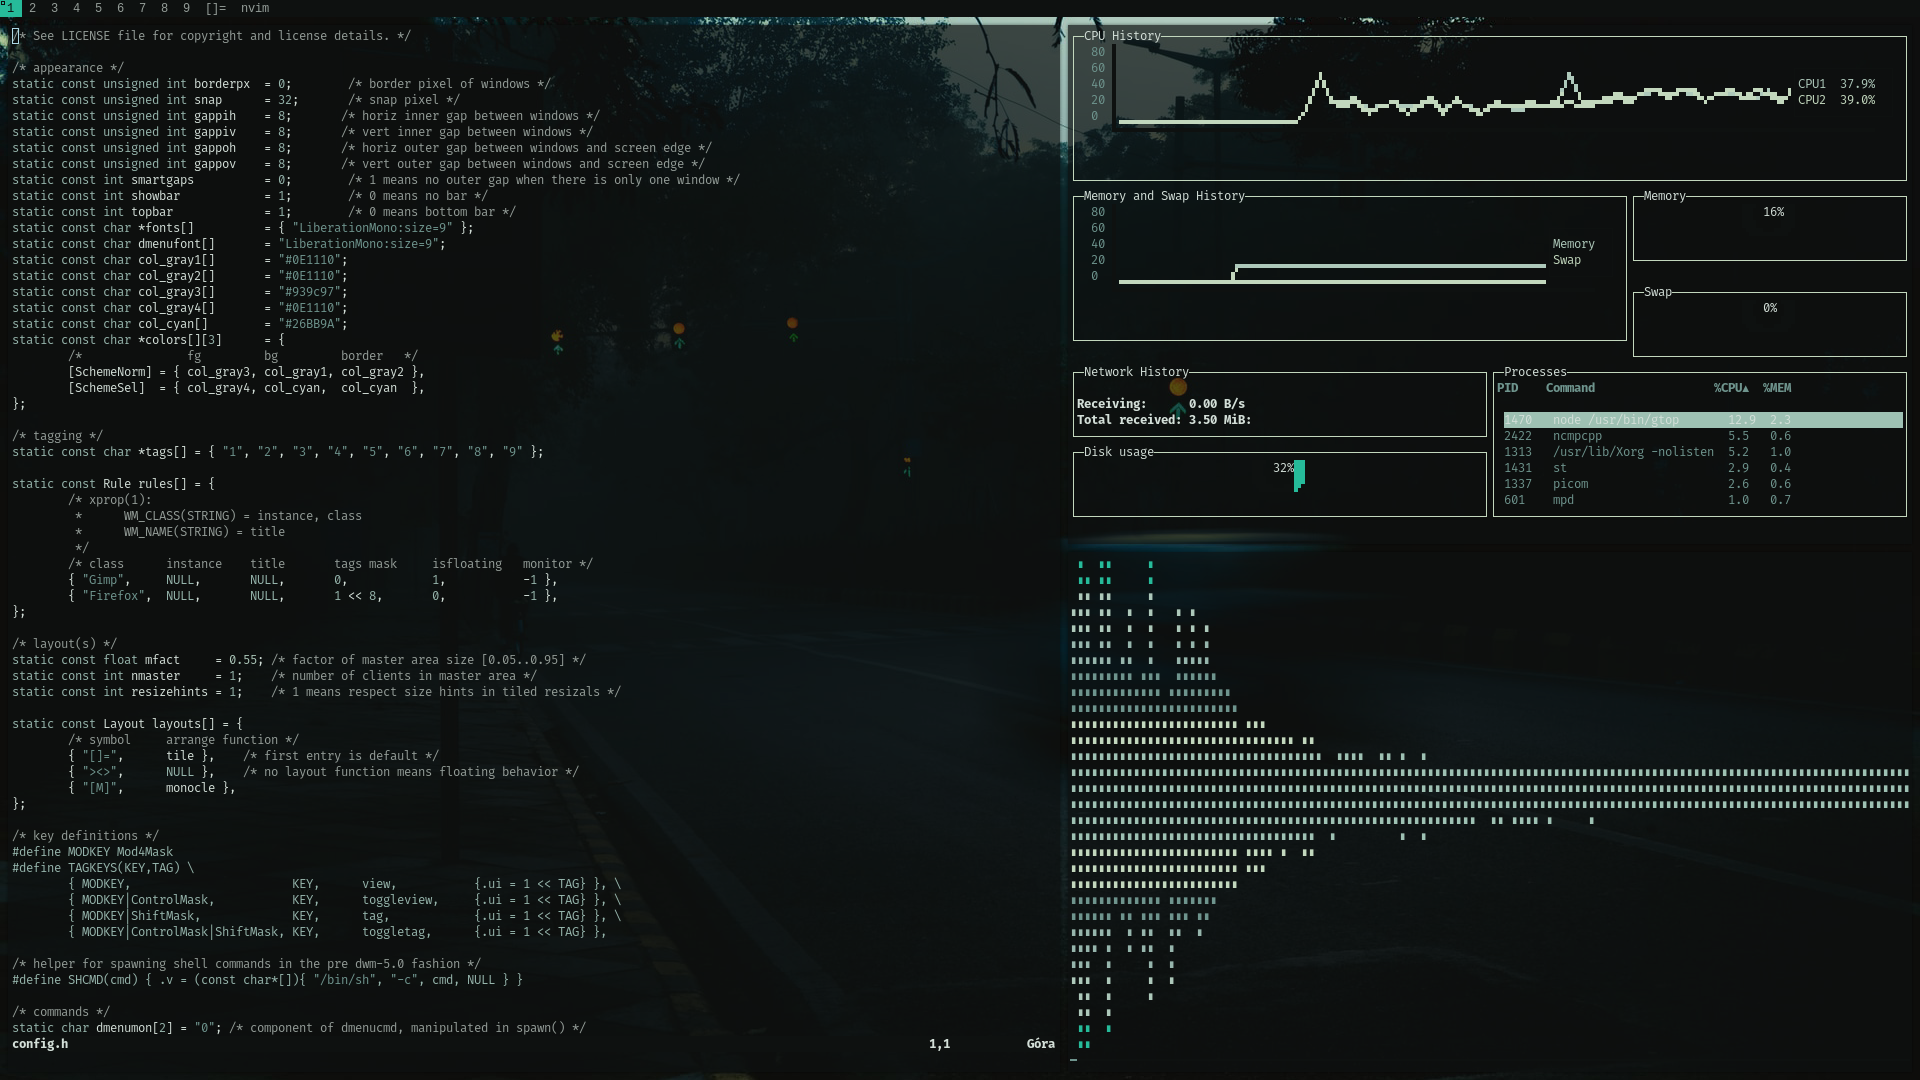 1 2 3 4 5 6 7 8 9 []= nvim
/* See LICENSE file for copyright and license details. */
/* appearance */
static const unsigned int borderpx  = 0;        /* border pixel of windows */
static const unsigned int snap      = 32;       /* snap pixel */
static const unsigned int gappih    = 8;       /* horiz inner gap between windows */
static const unsigned int gappiv    = 8;       /* vert inner gap between windows */
static const unsigned int gappoh    = 8;       /* horiz outer gap between windows and screen edge */
static const unsigned int gappov    = 8;       /* vert outer gap between windows and screen edge */
static const int smartgaps          = 0;        /* 1 means no outer gap when there is only one window */
static const int showbar            = 1;        /* 0 means no bar */
static const int topbar             = 1;        /* 0 means bottom bar */
static const char *fonts[]          = { "LiberationMono:size=9" };
static const char dmenufont[]       = "LiberationMono:size=9";
static const char col_gray1[]       = "#0E1110";
static const char col_gray2[]       = "#0E1110";
static const char col_gray3[]       = "#939c97";
static const char col_gray4[]       = "#0E1110";
static const char col_cyan[]        = "#26BB9A";
static const char *colors[][3]      = {
        /*               fg         bg         border   */
        [SchemeNorm] = { col_gray3, col_gray1, col_gray2 },
        [SchemeSel]  = { col_gray4, col_cyan,  col_cyan  },
};
/* tagging */
static const char *tags[] = { "1", "2", "3", "4", "5", "6", "7", "8", "9" };
static const Rule rules[] = {
        /* xprop(1):
         *      WM_CLASS(STRING) = instance, class
         *      WM_NAME(STRING) = title
         */
        /* class      instance    title       tags mask     isfloating   monitor */
        { "Gimp",     NULL,       NULL,       0,            1,           -1 },
        { "Firefox",  NULL,       NULL,       1 << 8,       0,           -1 },
};
/* layout(s) */
static const float mfact     = 0.55; /* factor of master area size [0.05..0.95] */
static const int nmaster     = 1;    /* number of clients in master area */
static const int resizehints = 1;    /* 1 means respect size hints in tiled resizals */
static const Layout layouts[] = {
        /* symbol     arrange function */
        { "[]=",      tile },    /* first entry is default */
        { "><>",      NULL },    /* no layout function means floating behavior */
        { "[M]",      monocle },
};
/* key definitions */
#define MODKEY Mod4Mask
#define TAGKEYS(KEY,TAG) \
        { MODKEY,                       KEY,      view,           {.ui = 1 << TAG} }, \
        { MODKEY|ControlMask,           KEY,      toggleview,     {.ui = 1 << TAG} }, \
        { MODKEY|ShiftMask,             KEY,      tag,            {.ui = 1 << TAG} }, \
        { MODKEY|ControlMask|ShiftMask, KEY,      toggletag,      {.ui = 1 << TAG} },
/* helper for spawning shell commands in the pre dwm-5.0 fashion */
#define SHCMD(cmd) { .v = (const char*[]){ "/bin/sh", "-c", cmd, NULL } }
/* commands */
static char dmenumon[2] = "0"; /* component of dmenucmd, manipulated in spawn() */
config.h 1,1 Góra
CPU History
80
60
40
20
0
CPU1 37.9%
CPU2 39.0%
Memory and Swap History
80
60
40
20
0
Memory
Swap
Memory
16%
Swap
0%
Network History
Receiving:      0.00 B/s
Total received: 3.50 MiB:
Disk usage
32%
Processes
PID    Command    %CPU▲  %MEM
1470   node /usr/bin/gtop   12.9  2.3
2422   ncmpcpp   5.5   0.6
1313   /usr/lib/Xorg -nolisten  5.2   1.0
1431   st   2.9   0.4
1337   picom   2.6   0.6
601    mpd   1.0   0.7